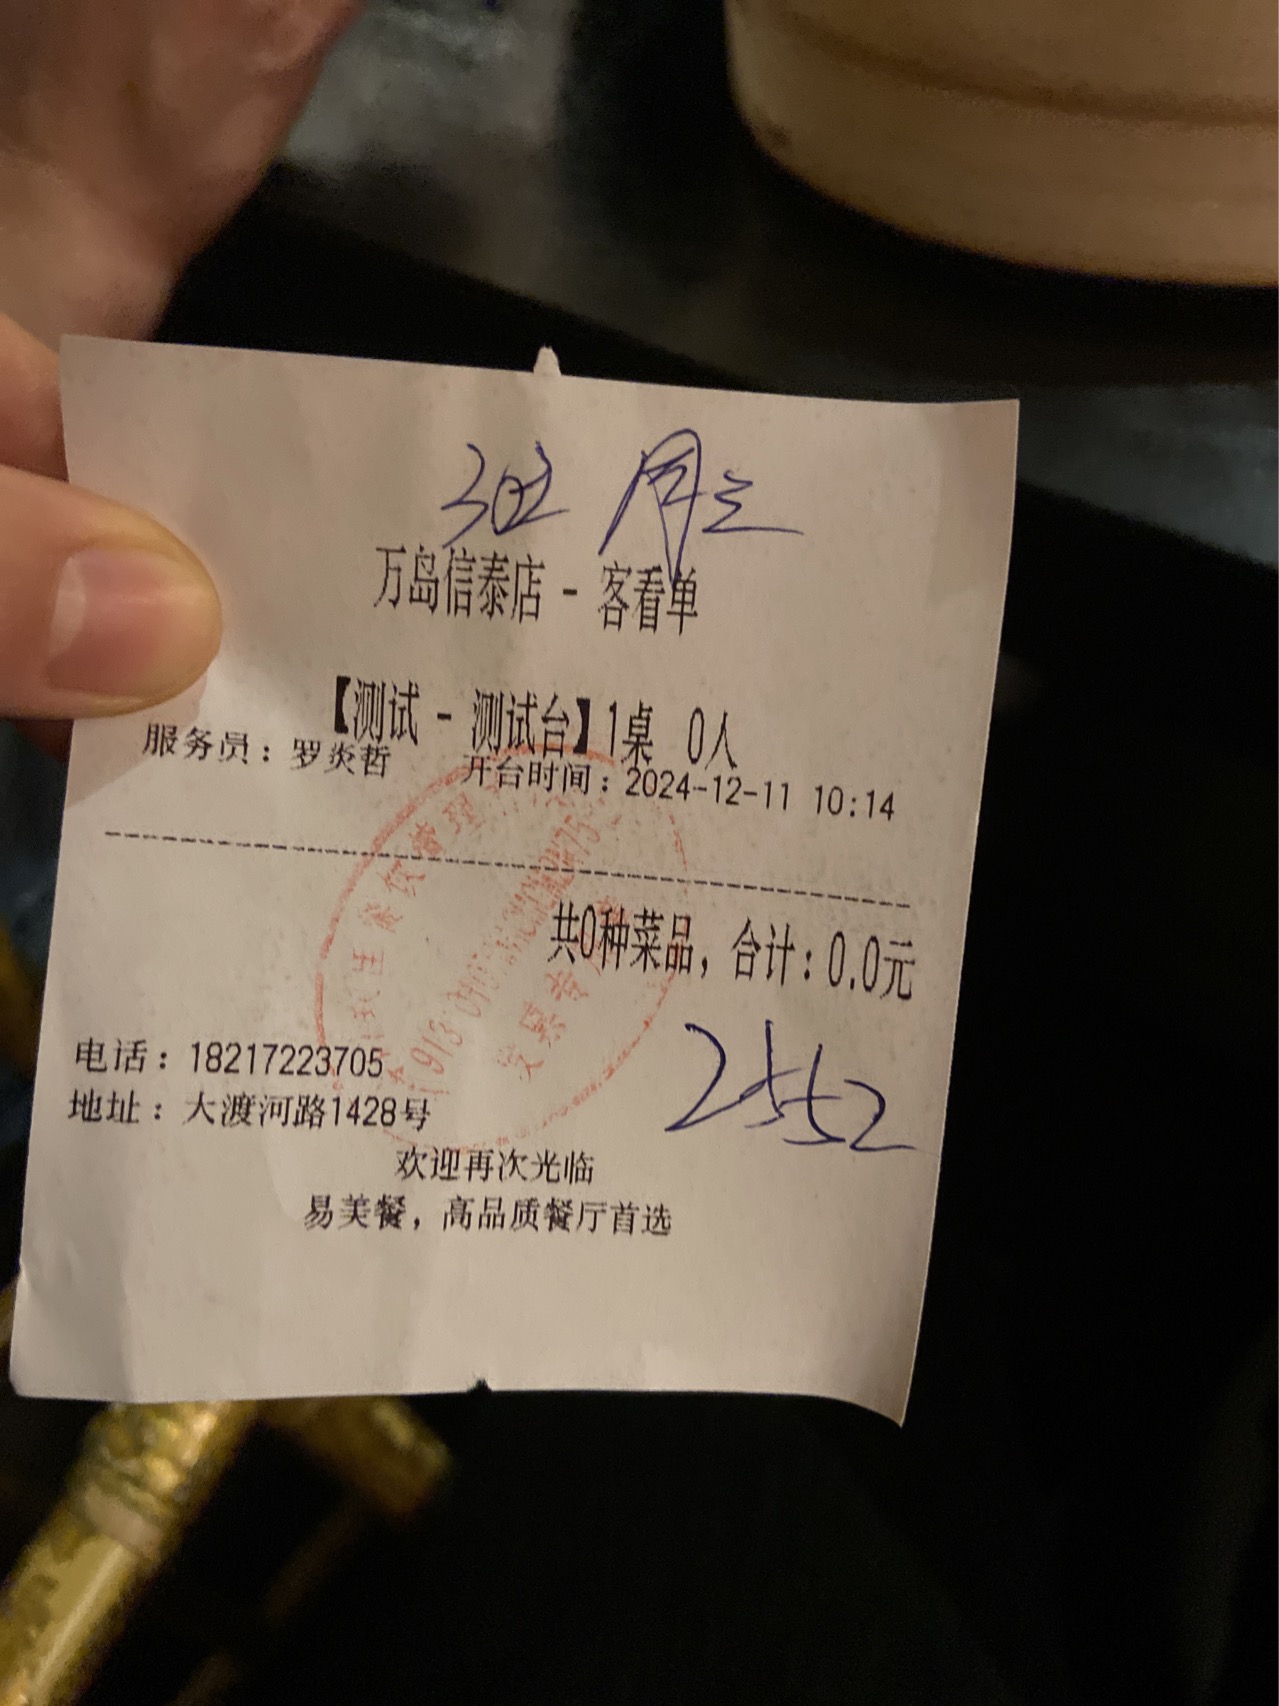 万岛信泰店 - 客看单
【测试 - 测试台】1桌 0人
服务员：罗炎哲 开台时间：2024-12-11 10:14
共0种菜品，合计：0.0元
2552
电话：18217223705
地址：大渡河路1428号
欢迎再次光临
易美餐，高品质餐厅首选